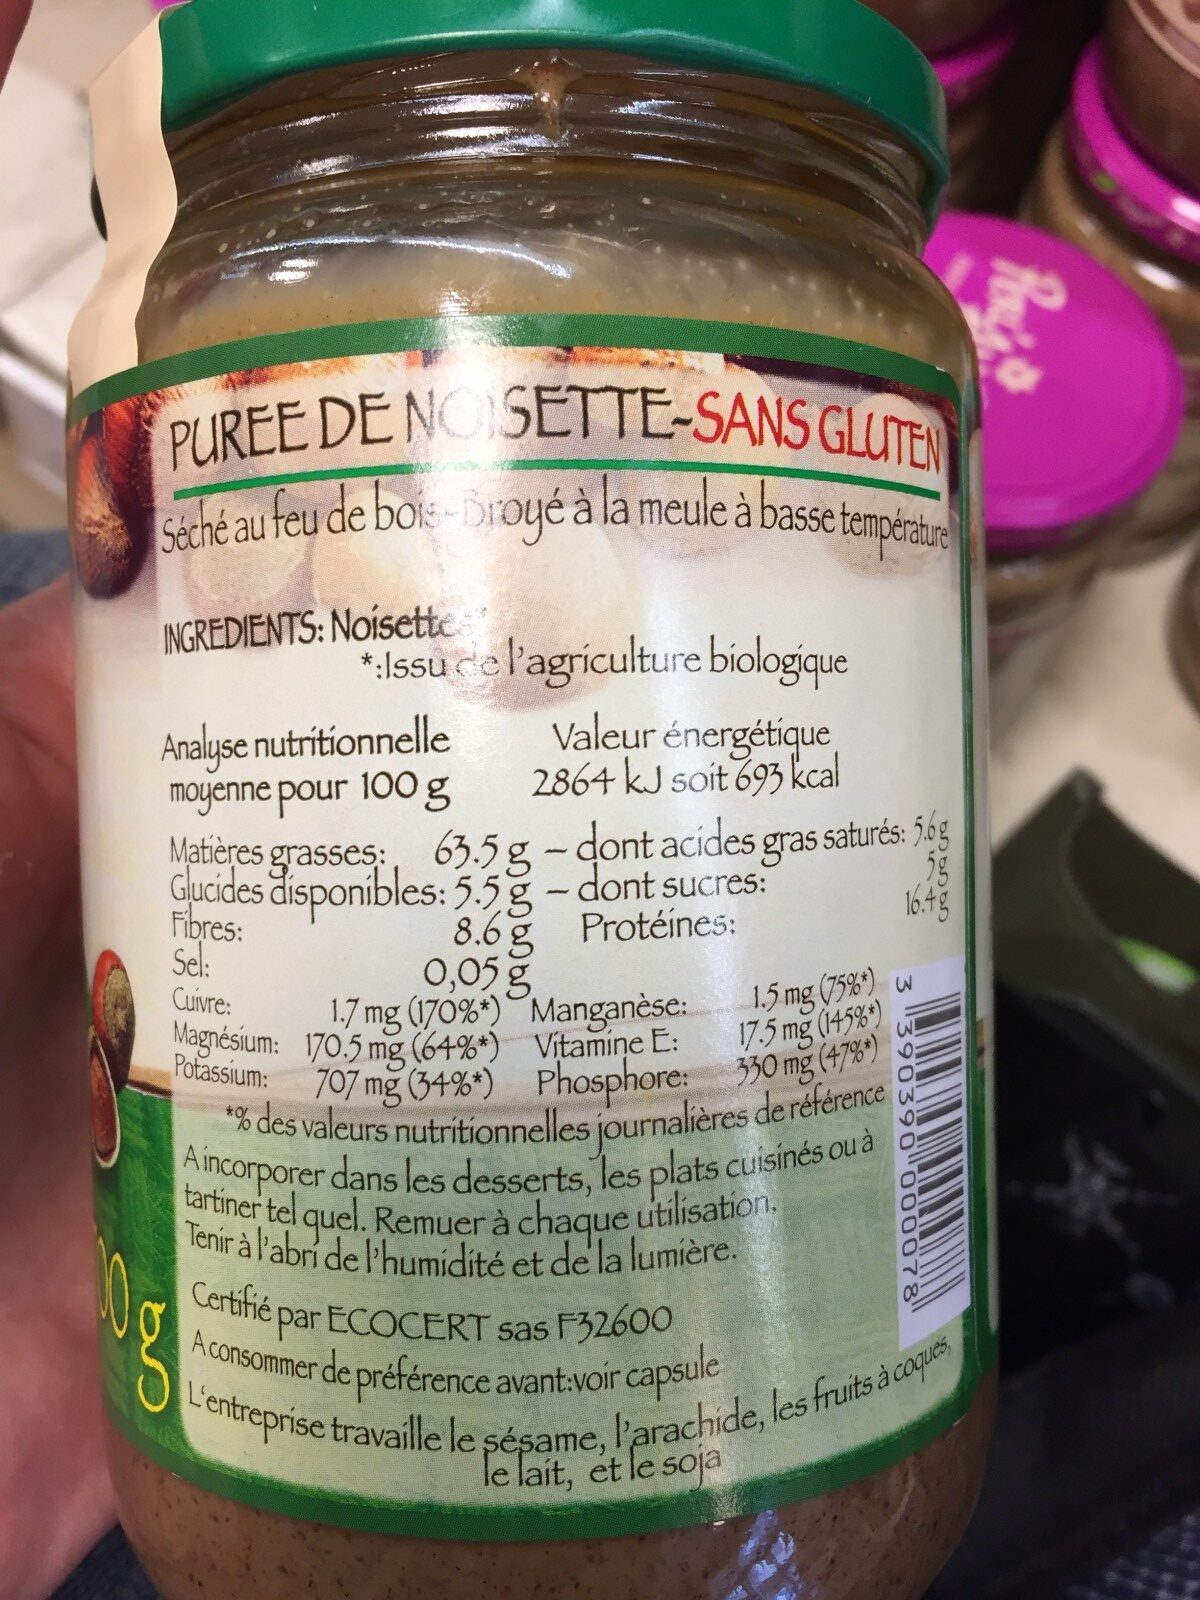 PUREE DE NOISETTE-SANS GLUTEN
Séché au feu de bois-Broyé à la meule à basse température
INGREDIENTS: Noisettes*
*:Issu de l'agriculture biologique
Analyse nutritionnelle
moyenne pour 100 g
Valeur énergétique
2864 kJ soit 693 kcal
Matières grasses: 63.5 g – dont acides gras saturés: 5.6 g
Glucides disponibles: 5.5 g – dont sucres: 5 g
Fibres: 8.6 g Protéines: 16.4 g
Sel: 0,05 g
Cuivre: 1.7 mg (170%*) Manganèse: 1.5 mg (75%*)
Magnésium: 170.5 mg (64%*) Vitamine E: 17.5 mg (145%*)
Potassium: 707 mg (34%*) Phosphore: 330 mg (47%*)
*% des valeurs nutritionnelles journalières de référence
A incorporer dans les desserts, les plats cuisinés ou à
tartiner tel quel. Remuer à chaque utilisation.
Tenir à l'abri de l'humidité et de la lumière.
Certifié par ECOCERT sas F32600
A consommer de préférence avant:voir capsule
L'entreprise travaille le sésame, l'arachide, les fruits à coques,
le lait, et le soja
3 390390 000078
g